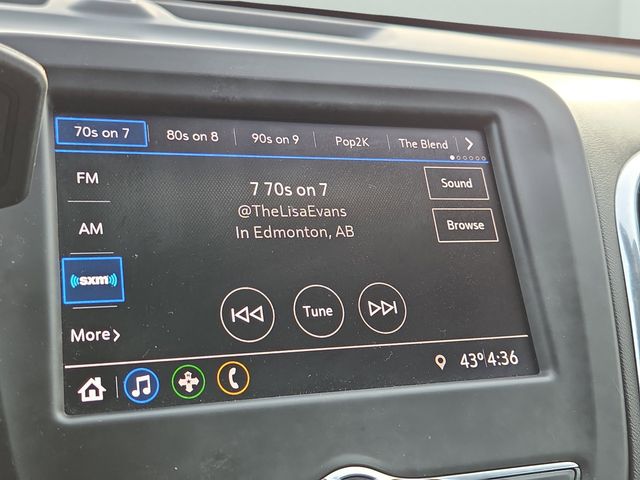 70s on 7
80s on 8
90s on 9
Pop2K
The Blend
FM
AM
((sxm))
More
7 70s on 7
@TheLisaEvans
In Edmonton, AB
Sound
Browse
Tune
43° 4:36